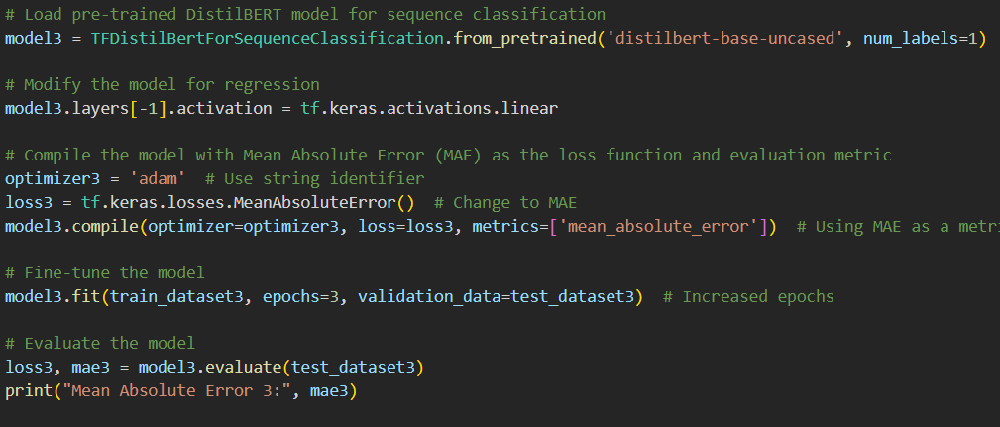 # Load pre-trained DistilBERT model for sequence classification
model3 = TFDistilBertForSequenceClassification.from_pretrained('distilbert-base-uncased', num_labels=1)
# Modify the model for regression
model3.layers[-1].activation = tf.keras.activations.linear
# Compile the model with Mean Absolute Error (MAE) as the loss function and evaluation metric
optimizer3 = 'adam'  # Use string identifier
loss3 = tf.keras.losses.MeanAbsoluteError()  # Change to MAE
model3.compile(optimizer=optimizer3, loss=loss3, metrics=['mean_absolute_error'])  # Using MAE as a metr
# Fine-tune the model
model3.fit(train_dataset3, epochs=3, validation_data=test_dataset3)  # Increased epochs
# Evaluate the model
loss3, mae3 = model3.evaluate(test_dataset3)
print("Mean Absolute Error 3:", mae3)